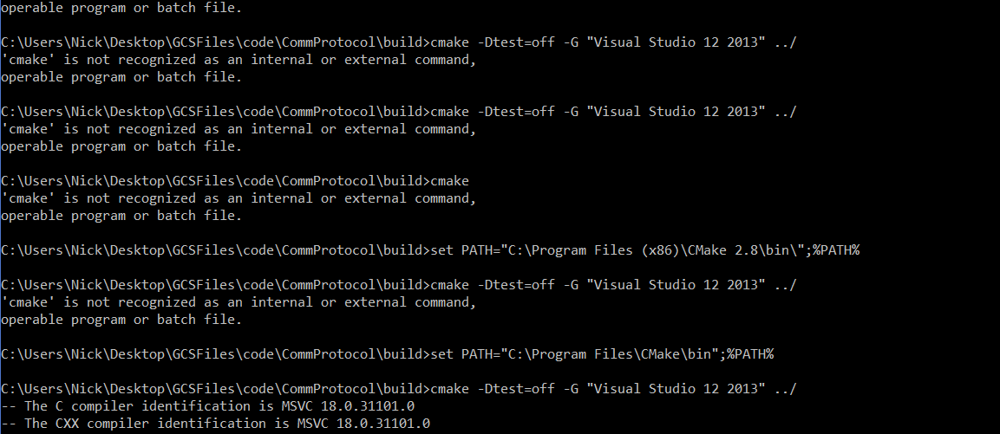 operable program or batch file.
C:\Users\Nick\Desktop\GCSFiles\code\CommProtocol\build>cmake -Dtest=off -G "Visual Studio 12 2013" ../
'cmake' is not recognized as an internal or external command,
operable program or batch file.
C:\Users\Nick\Desktop\GCSFiles\code\CommProtocol\build>cmake -Dtest=off -G "Visual Studio 12 2013" ../
'cmake' is not recognized as an internal or external command,
operable program or batch file.
C:\Users\Nick\Desktop\GCSFiles\code\CommProtocol\build>cmake
'cmake' is not recognized as an internal or external command,
operable program or batch file.
C:\Users\Nick\Desktop\GCSFiles\code\CommProtocol\build>set PATH="C:\Program Files (x86)\CMake 2.8\bin\";%PATH%
C:\Users\Nick\Desktop\GCSFiles\code\CommProtocol\build>cmake -Dtest=off -G "Visual Studio 12 2013" ../
'cmake' is not recognized as an internal or external command,
operable program or batch file.
C:\Users\Nick\Desktop\GCSFiles\code\CommProtocol\build>set PATH="C:\Program Files\CMake\bin";%PATH%
C:\Users\Nick\Desktop\GCSFiles\code\CommProtocol\build>cmake -Dtest=off -G "Visual Studio 12 2013" ../
-- The C compiler identification is MSVC 18.0.31101.0
-- The CXX compiler identification is MSVC 18.0.31101.0